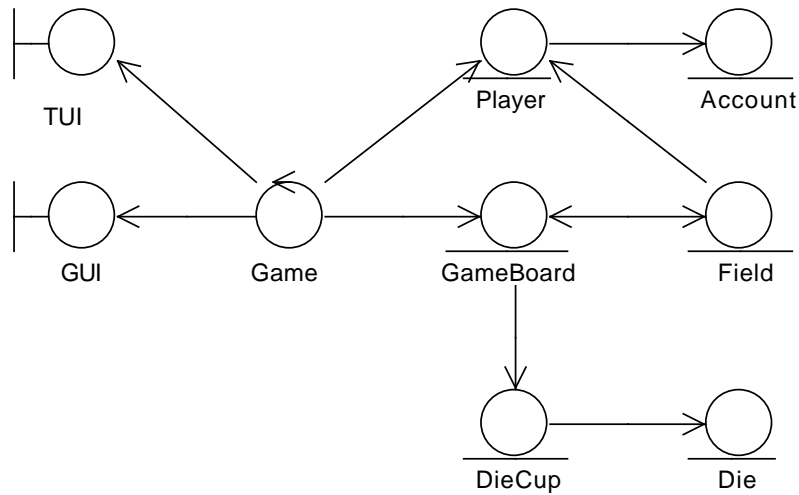 TUI
Player
Account
GUI
Game
GameBoard
Field
DieCup
Die